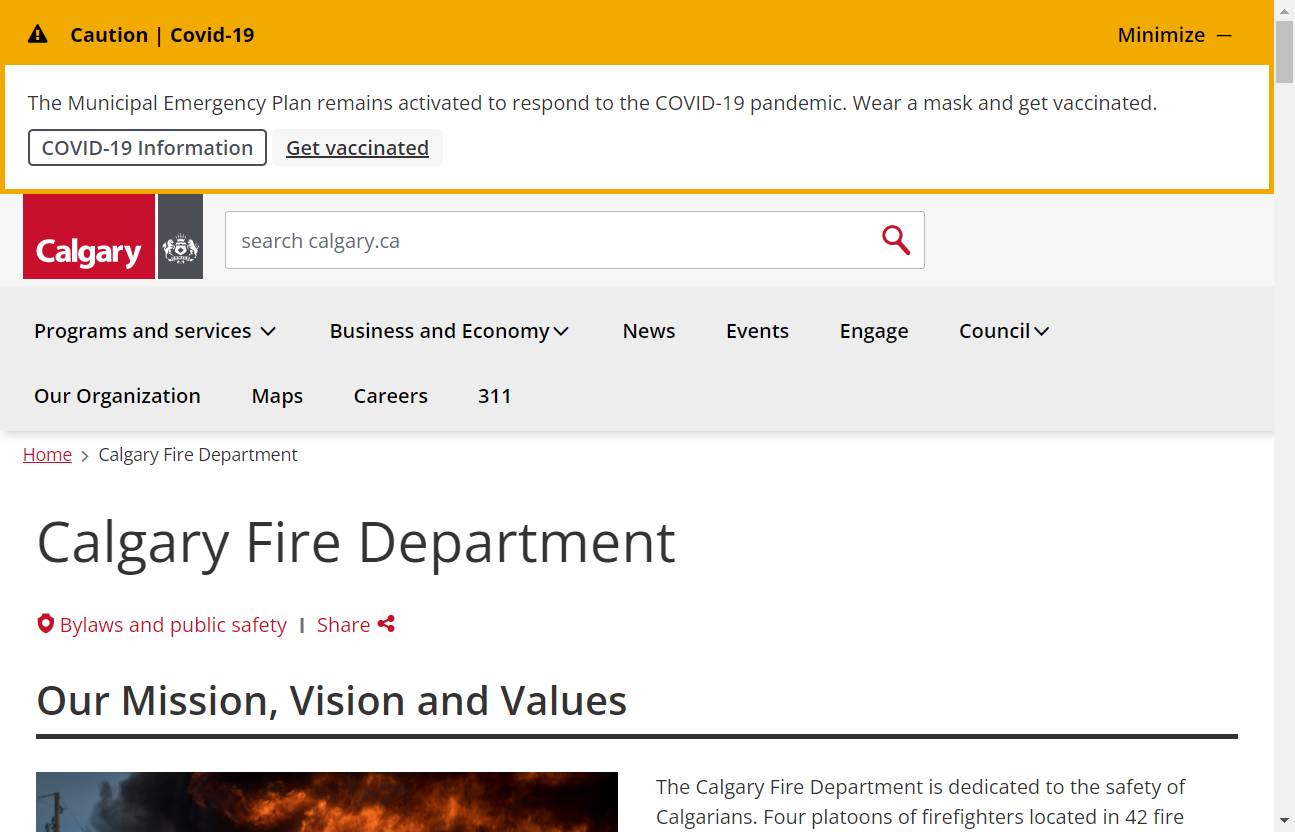 Caution | Covid-19
Minimize
The Municipal Emergency Plan remains activated to respond to the COVID-19 pandemic. Wear a mask and get vaccinated.
COVID-19 Information
Get vaccinated
Calgary
search calgary.ca
Programs and services
Business and Economy
News
Events
Engage
Council
Our Organization
Maps
Careers
311
Home > Calgary Fire Department
Calgary Fire Department
Bylaws and public safety | Share
Our Mission, Vision and Values
The Calgary Fire Department is dedicated to the safety of
Calgarians. Four platoons of firefighters located in 42 fire